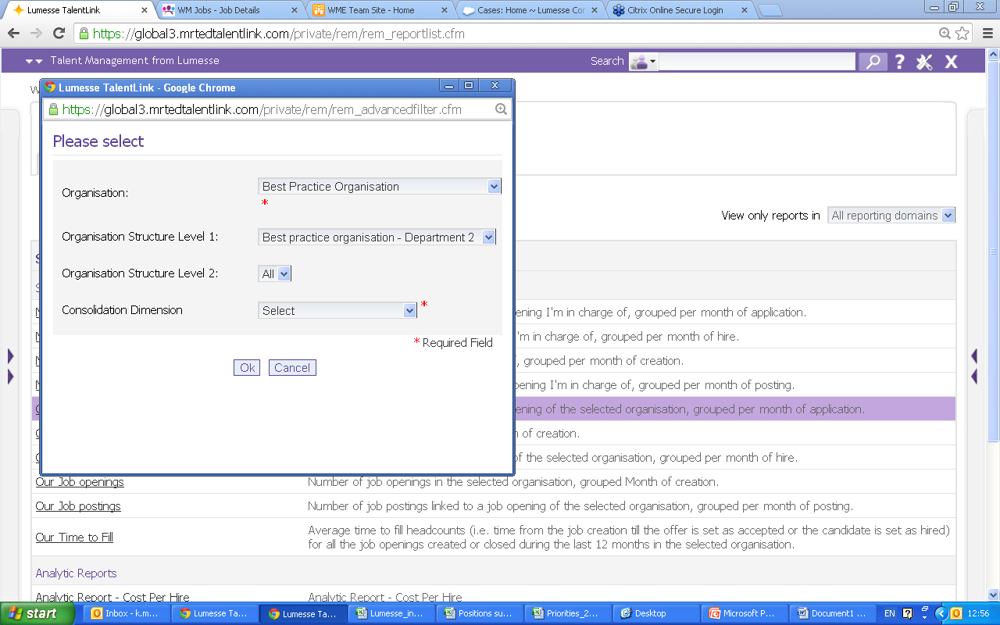 Lumesse TalentLink
WM Jobs - Job Details
WME Team Site - Home
Cases: Home ~ Lumesse Cor
Citrix Online Secure Login
https://global3.mrtedtalentlink.com/private/rem/rem_reportlist.cfm
Talent Management from Lumesse
Search
?
X
W
Lumesse TalentLink - Google Chrome
https://global3.mrtedtalentlink.com/private/rem/rem_advancedfilter.cfm
Please select
Organisation:
Best Practice Organisation
*
Organisation Structure Level 1:
Best practice organisation - Department 2
Organisation Structure Level 2:
All
Consolidation Dimension
Select
*
* Required Field
Ok
Cancel
View only reports in
All reporting domains
ening I'm in charge of, grouped per month of application.
'm in charge of, grouped per month of hire.
, grouped per month of creation.
pening I'm in charge of, grouped per month of posting.
ening of the selected organisation, grouped per month of application.
of creation.
of the selected organisation, grouped per month of hire.
Our Job openings
Number of job openings in the selected organisation, grouped Month of creation.
Our Job postings
Number of job postings linked to a job opening of the selected organisation, grouped per month of posting.
Our Time to Fill
Average time to fill headcounts (i.e. time from the job creation till the offer is set as accepted or the candidate is set as hired)
for all the job openings created or closed during the last 12 months in the selected organisation.
Analytic Reports
Analytic Report - Cost Per Hire
Analytic Report - Cost Per Hire
start
Inbox - k.m...
Lumesse Ta...
Lumesse Ta...
Lumesse_in...
Positions su...
Priorities_2...
Desktop
Microsoft P...
Document1 ...
EN
12:56